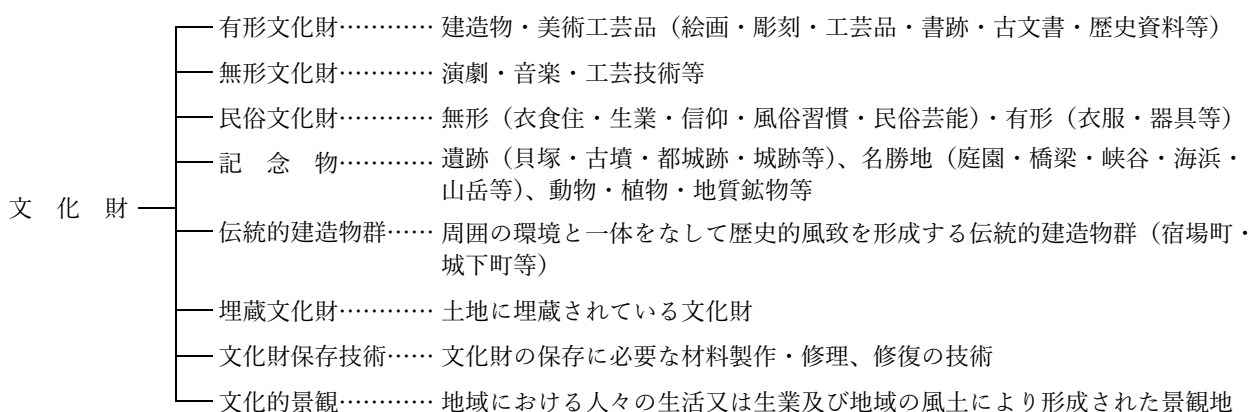 有形文化財………… 建造物・美術工芸品（絵画・彫刻・工芸品・書跡・古文書・歴史資料等）
無形文化財………… 演劇・音楽・工芸技術等
民俗文化財………… 無形（衣食住・生業・信仰・風俗習慣・民俗芸能）・有形（衣服・器具等）
記　念　物………… 遺跡（貝塚・古墳・都城跡・城跡等）、名勝地（庭園・橋梁・峡谷・海浜・
山岳等）、動物・植物・地質鉱物等
文　化　財
伝統的建造物群…… 周囲の環境と一体をなして歴史的風致を形成する伝統的建造物群（宿場町・
城下町等）
埋蔵文化財………… 土地に埋蔵されている文化財
文化財保存技術…… 文化財の保存に必要な材料製作・修理、修復の技術
文化的景観………… 地域における人々の生活又は生業及び地域の風土により形成された景観地